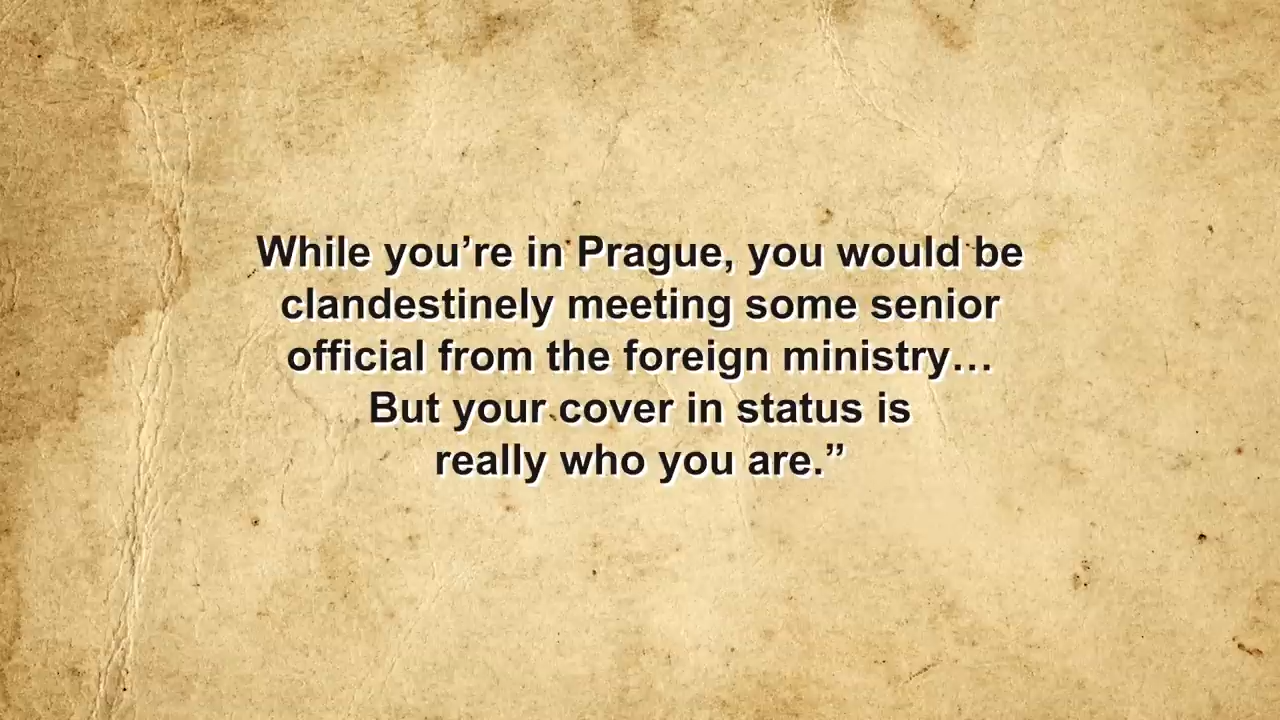 While you’re in Prague, you would be
clandestinely meeting some senior
official from the foreign ministry…
But your cover in status is
really who you are.”